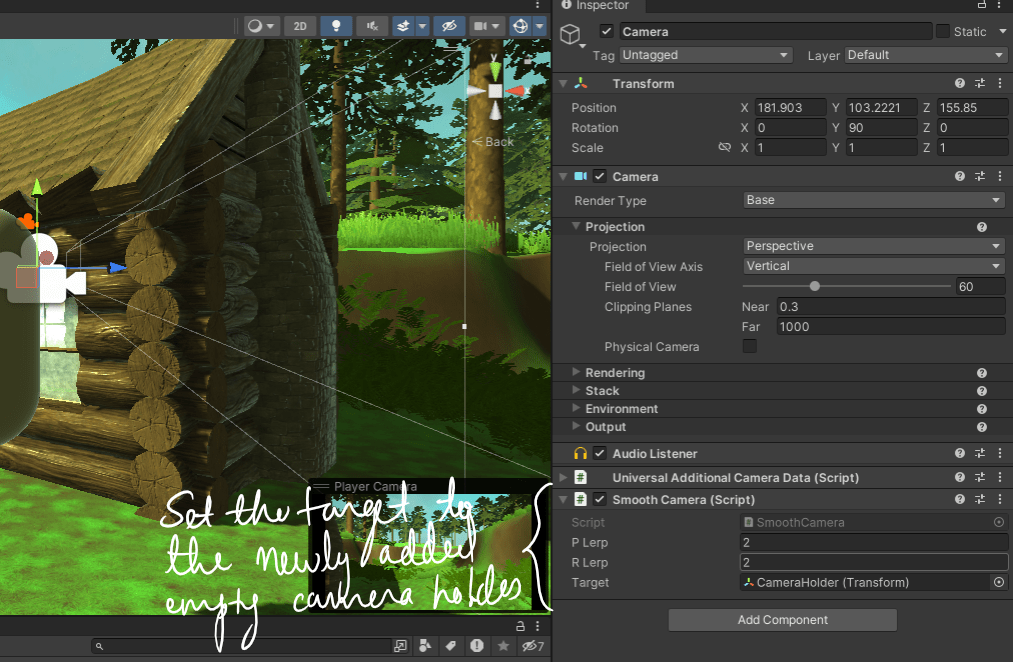 Inspector
2D
Camera
Static
Tag Untagged Layer Default
Transform
Position X 181.903 Y 103.2221 Z 155.85
Rotation X 0 Y 90 Z 0
Scale X 1 Y 1 Z 1
Camera
Render Type Base
Projection
Projection Perspective
Field of View Axis Vertical
Field of View 60
Clipping Planes Near 0.3
Far 1000
Physical Camera
Rendering
Stack
Environment
Output
Audio Listener
Universal Additional Camera Data (Script)
Smooth Camera (Script)
Script SmoothCamera
P Lerp 2
R Lerp 2
Target CameraHolder (Transform)
Add Component
y
x
Back
Player Camera
Set the target to
the newly added
empty camera holder
7